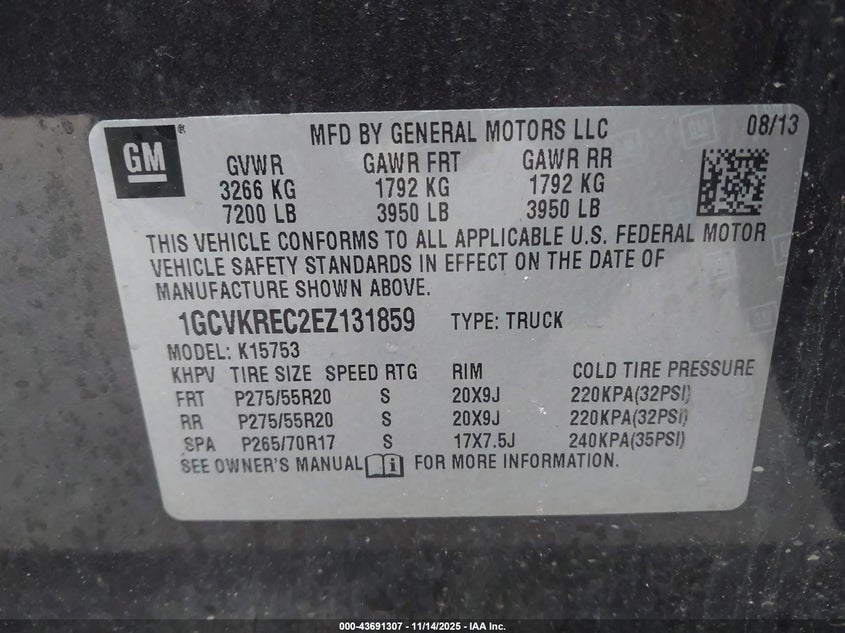 GM®
MFD BY GENERAL MOTORS LLC 08/13
GVWR GAWR FRT GAWR RR
3266 KG 1792 KG 1792 KG
7200 LB 3950 LB 3950 LB
THIS VEHICLE CONFORMS TO ALL APPLICABLE U.S. FEDERAL MOTOR
VEHICLE SAFETY STANDARDS IN EFFECT ON THE DATE OF
MANUFACTURE SHOWN ABOVE.
1GCVKREC2EZ131859 TYPE: TRUCK
MODEL: K15753
KHPV TIRE SIZE SPEED RTG RIM COLD TIRE PRESSURE
FRT P275/55R20 S 20X9J 220KPA(32PSI)
RR P275/55R20 S 20X9J 220KPA(32PSI)
SPA P265/70R17 S 17X7.5J 240KPA(35PSI)
SEE OWNER'S MANUAL i FOR MORE INFORMATION.
000-43691307 - 11/14/2025 - IAA Inc.